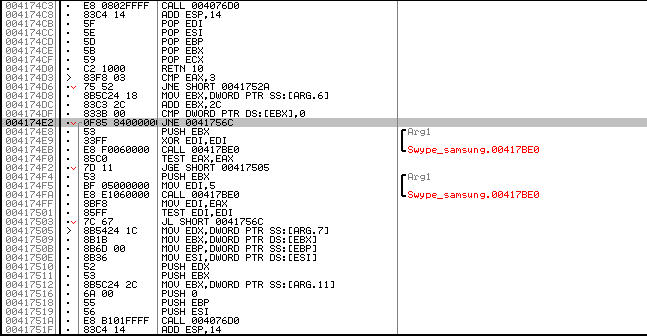 004174C3 E8 0802FFFF CALL 004076D0
004174C8 83C4 14 ADD ESP,14
004174CB 5F POP EDI
004174CC 5E POP ESI
004174CD 5D POP EBP
004174CE 5B POP EBX
004174CF 59 POP ECX
004174D0 C2 1000 RETN 10
004174D3 83F8 03 CMP EAX,3
004174D6 75 52 JNE SHORT 0041752A
004174D8 8B5C24 18 MOV EBX,DWORD PTR SS:[ARG.6]
004174DC 83C3 2C ADD EBX,2C
004174DF 833B 00 CMP DWORD PTR DS:[EBX],0
004174E2 0F85 84000000 JNE 0041756C
004174E8 53 PUSH EBX Arg1
004174E9 33FF XOR EDI,EDI
004174EB E8 F0060000 CALL 00417BE0 Swype_samsung.00417BE0
004174F0 85C0 TEST EAX,EAX
004174F2 7D 11 JGE SHORT 00417505
004174F4 53 PUSH EBX Arg1
004174F5 BF 05000000 MOV EDI,5
004174FA E8 E1060000 CALL 00417BE0 Swype_samsung.00417BE0
004174FF 8BF8 MOV EDI,EAX
00417501 85FF TEST EDI,EDI
00417503 7C 67 JL SHORT 0041756C
00417505 8B5424 1C MOV EDX,DWORD PTR SS:[ARG.7]
00417509 8B1B MOV EBX,DWORD PTR DS:[EBX]
0041750B 8B6D 00 MOV EBP,DWORD PTR SS:[EBP]
0041750E 8B36 MOV ESI,DWORD PTR DS:[ESI]
00417510 52 PUSH EDX
00417511 53 PUSH EBX
00417512 8B5C24 2C MOV EBX,DWORD PTR SS:[ARG.11]
00417516 6A 00 PUSH 0
00417518 55 PUSH EBP
00417519 56 PUSH ESI
0041751A E8 B101FFFF CALL 004076D0
0041751F 83C4 14 ADD ESP,14